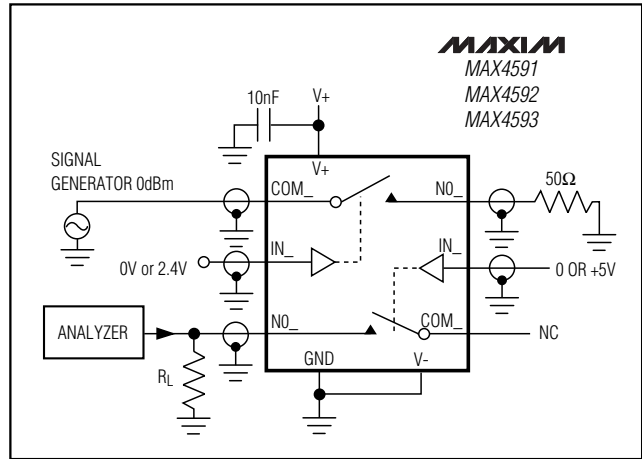 MAXIM
MAX4591
MAX4592
MAX4593
10nF
V+
V+
SIGNAL
GENERATOR 0dBm
COM_
N0_
50Ω
0V or 2.4V
IN_
IN_
0 OR +5V
ANALYZER
N0_
COM_
NC
RL
GND
V-